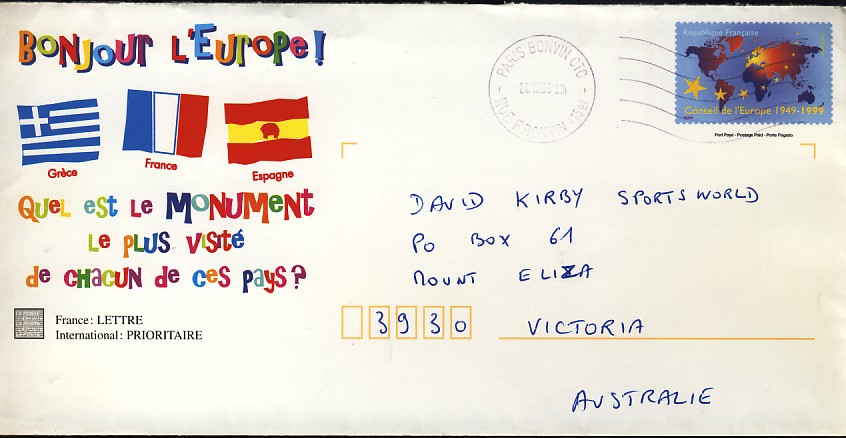 BONJOUR L'EUROPE!
Grèce
France
Espagne
QUEL EST LE MONUMENT
LE PLUS VISITÉ
de CHACUN de CES PAYS?
France : LETTRE
International : PRIORITAIRE
PARIS BONVIN CTC
RUE F. BONVIN (15e)
République Française
Conseil de l'Europe 1949-1999
Port Payé - Postage Paid - Porte Pagado
DAVID KIRBY SPORTSWORLD
PO BOX 61
MOUNT ELIZA
3930 VICTORIA
AUSTRALIE